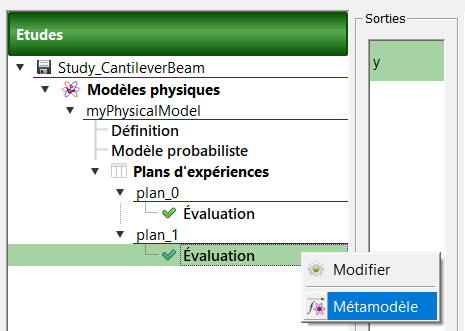 Etudes
Study_CantileverBeam
Modèles physiques
myPhysicalModel
Définition
Modèle probabiliste
Plans d'expériences
plan_0
Évaluation
plan_1
Évaluation
Sorties
y
Modifier
Métamodèle